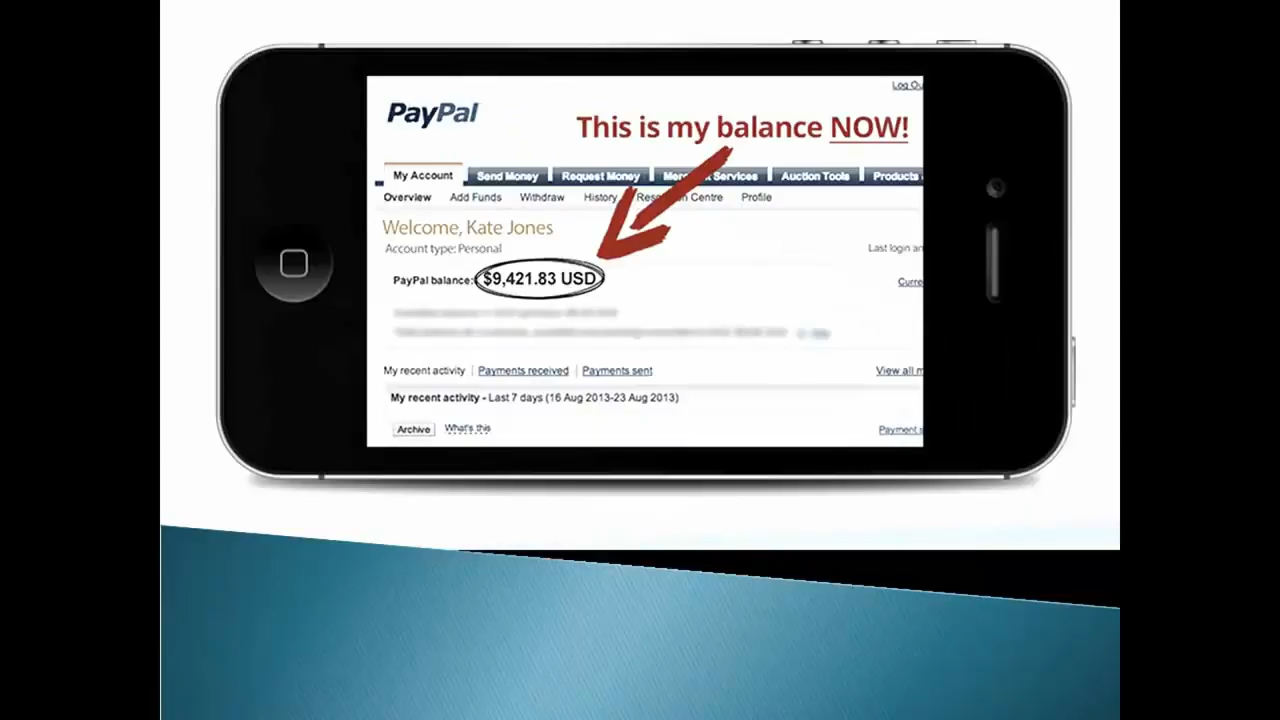 Log Ou
PayPal
This is my balance NOW!
My Account Send Money Request Money Services Auction Tools Products
Overview Add Funds Withdraw History Centre Profile
Welcome, Kate Jones
Account type: Personal
Last login an
PayPal balance: $9,421.83 USD
Curre
My recent activity | Payments received | Payments sent
View all m
My recent activity - Last 7 days (16 Aug 2013-23 Aug 2013)
Archive What's this
Payment s